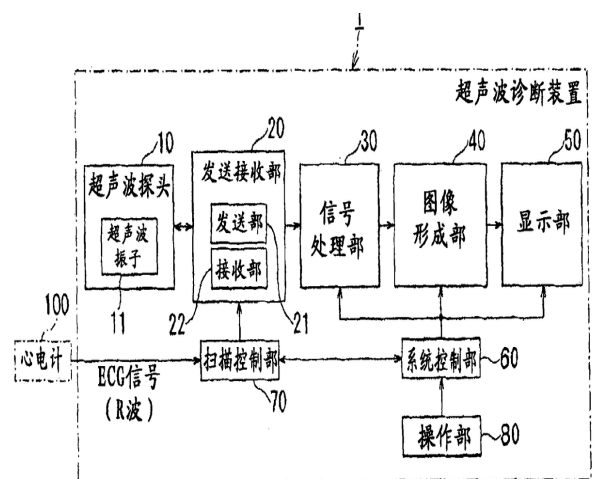 1
超声波诊断装置
10
20
30
40
50
超声波探头
超声波
振子
11
发送接收部
发送部
接收部
22
21
信号
处理部
图像
形成部
显示部
100
心电计
ECG信号
(R波)
扫描控制部
70
系统控制部
60
操作部
80